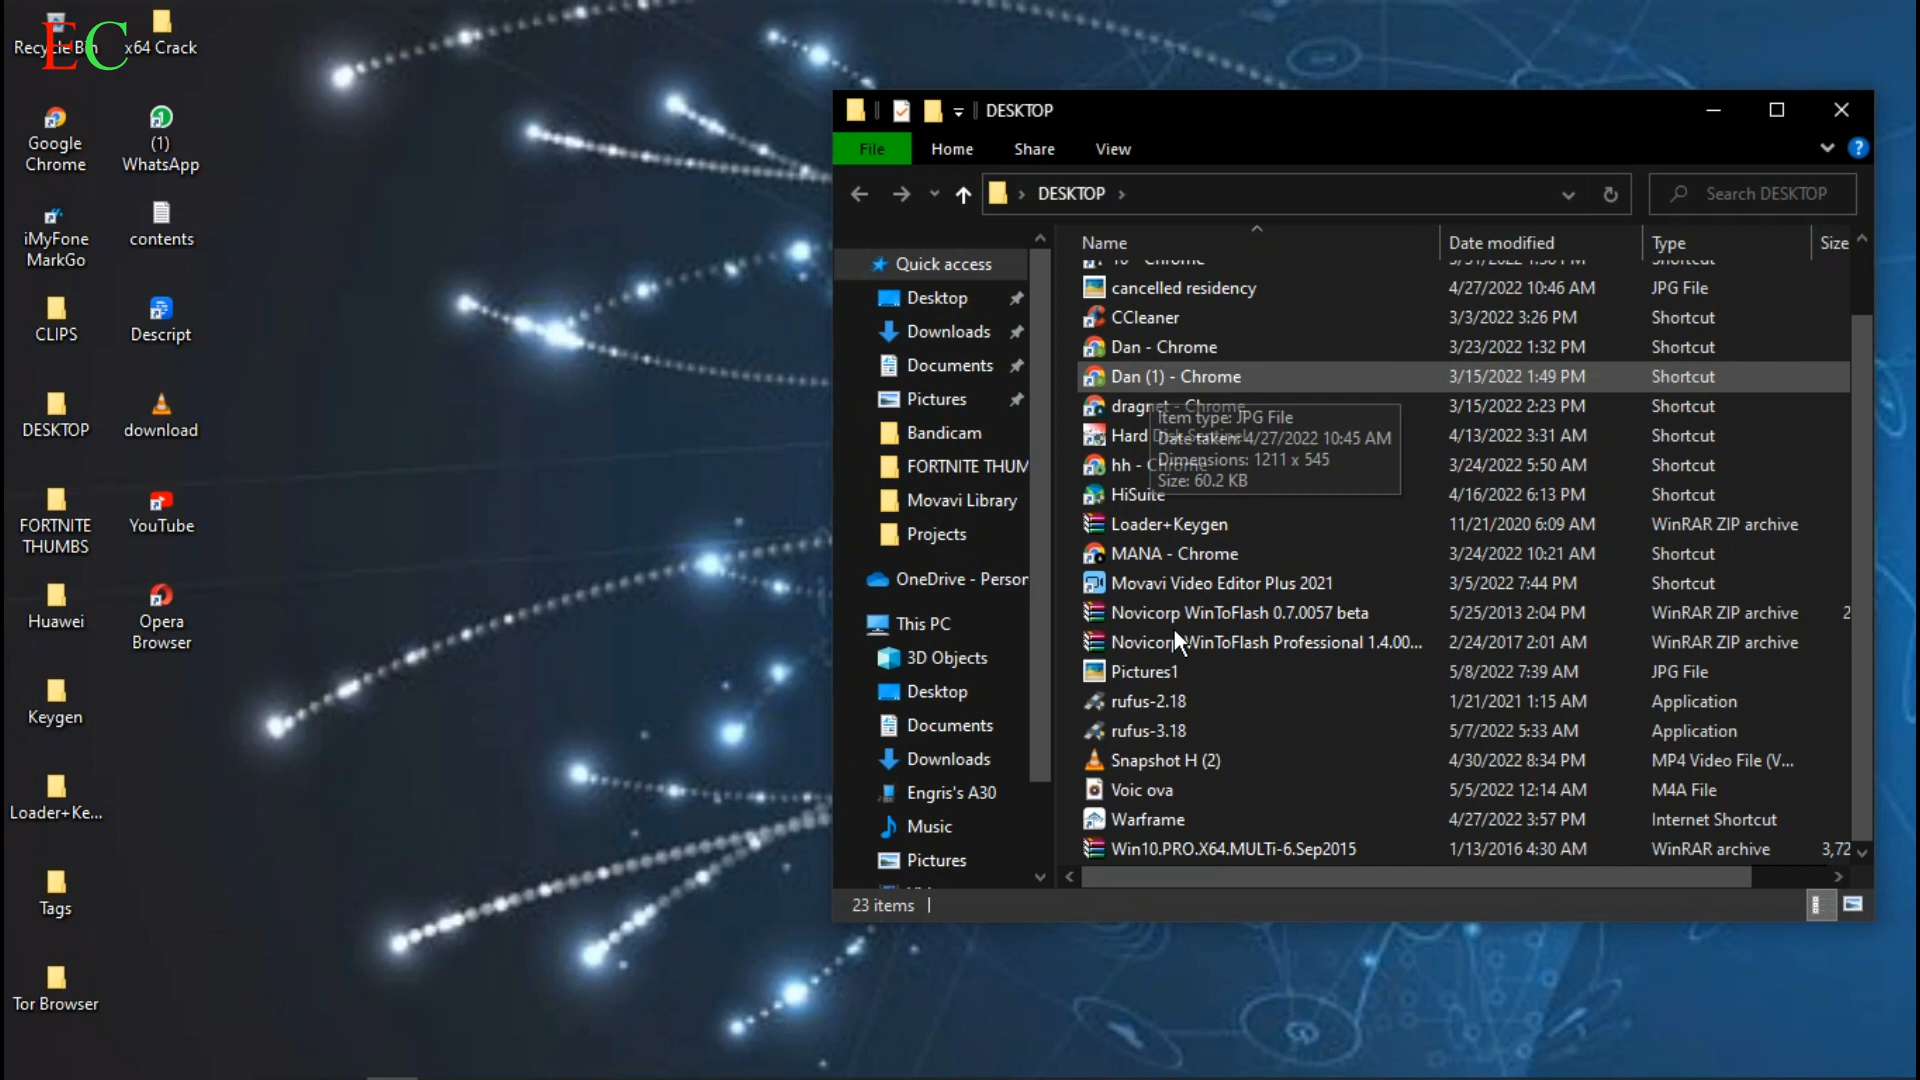 EC
Recycle Bin
x64 Crack
Google
Chrome
(1)
WhatsApp
iMyFone
MarkGo
contents
CLIPS
Descript
DESKTOP
download
FORTNITE
THUMBS
YouTube
Huawei
Opera
Browser
Keygen
Loader+Ke...
Tags
Tor Browser
DESKTOP
File Home Share View
DESKTOP
Search DESKTOP
Quick access
Desktop
Downloads
Documents
Pictures
Bandicam
FORTNITE THUM
Movavi Library
Projects
OneDrive - Person
This PC
3D Objects
Desktop
Documents
Downloads
Engris's A30
Music
Pictures
Name Date modified Type Size
cancelled residency 4/27/2022 10:46 AM JPG File
CCleaner 3/3/2022 3:26 PM Shortcut
Dan - Chrome 3/23/2022 1:32 PM Shortcut
Dan (1) - Chrome 3/15/2022 1:49 PM Shortcut
dragnet - Chrome 3/15/2022 2:23 PM Shortcut
Hard Disk Sentinel 4/13/2022 3:31 AM Shortcut
hh - Chrome 3/24/2022 5:50 AM Shortcut
HiSuite 4/16/2022 6:13 PM Shortcut
Loader+Keygen 11/21/2020 6:09 AM WinRAR ZIP archive
MANA - Chrome 3/24/2022 10:21 AM Shortcut
Movavi Video Editor Plus 2021 3/5/2022 7:44 PM Shortcut
Novicorp WinToFlash 0.7.0057 beta 5/25/2013 2:04 PM WinRAR ZIP archive 2
Novicorp WinToFlash Professional 1.4.00... 2/24/2017 2:01 AM WinRAR ZIP archive
Pictures1 5/8/2022 7:39 AM JPG File
rufus-2.18 1/21/2021 1:15 AM Application
rufus-3.18 5/7/2022 5:33 AM Application
Snapshot H (2) 4/30/2022 8:34 PM MP4 Video File (V...
Voic ova 5/5/2022 12:14 AM M4A File
Warframe 4/27/2022 3:57 PM Internet Shortcut
Win10.PRO.X64.MULTi-6.Sep2015 1/13/2016 4:30 AM WinRAR archive 3,72
Item type: JPG File
Date taken: 4/27/2022 10:45 AM
Dimensions: 1211 x 545
Size: 60.2 KB
23 items